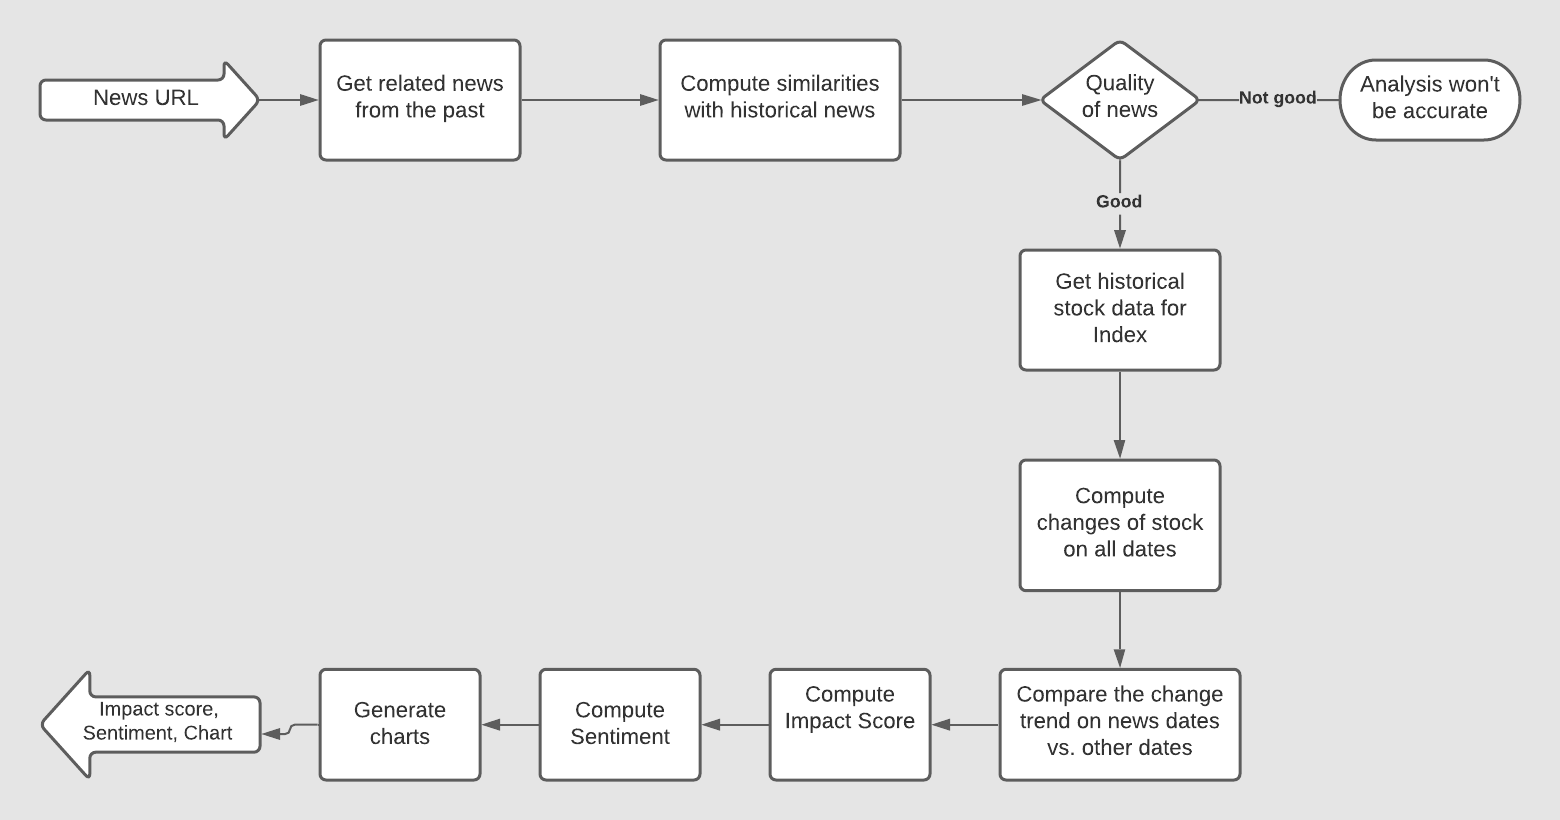 News URL
Get related news
from the past
Compute similarities
with historical news
Quality
of news
Not good
Analysis won't
be accurate
Good
Get historical
stock data for
Index
Compute
changes of stock
on all dates
Compare the change
trend on news dates
vs. other dates
Compute
Impact Score
Compute
Sentiment
Generate
charts
Impact score,
Sentiment, Chart